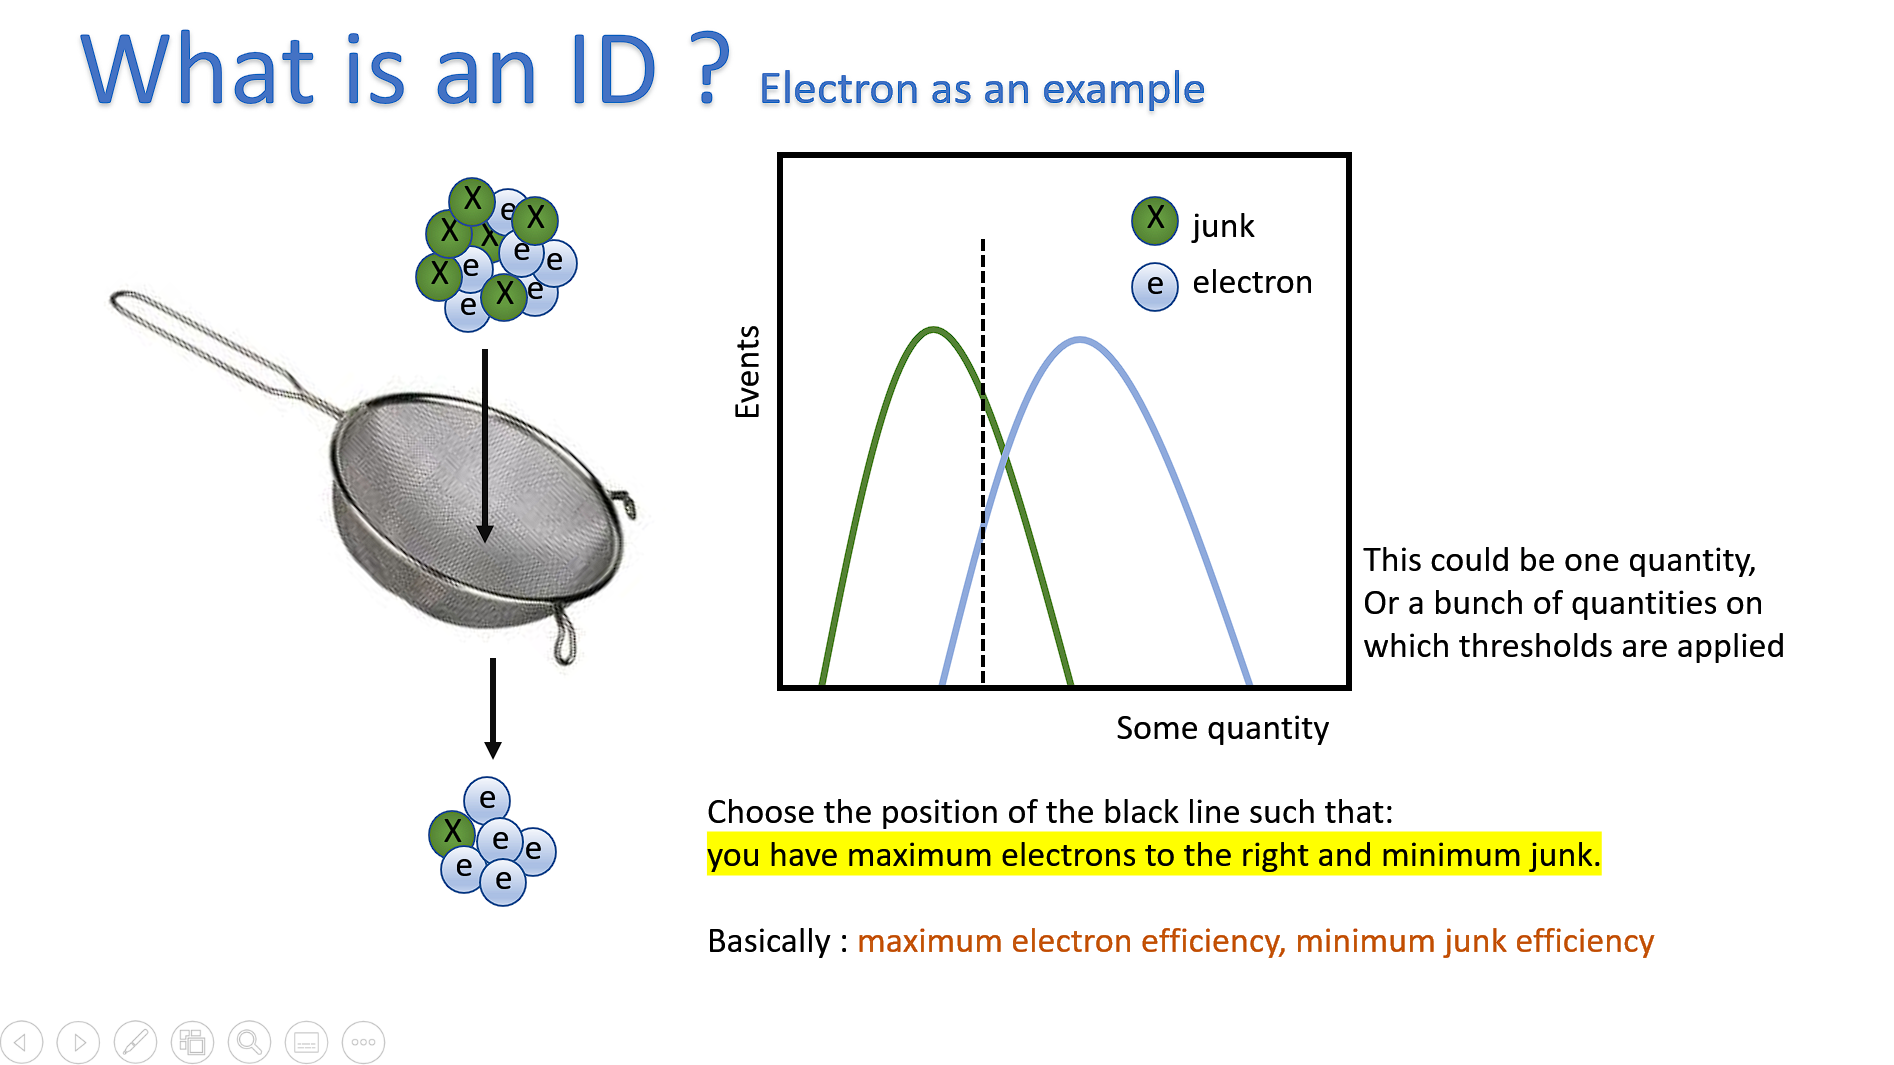 What is an ID ? Electron as an example
X e X
X X e e
X e
e X e
X junk
e electron
Events
This could be one quantity,
Or a bunch of quantities on
which thresholds are applied
Some quantity
e
X e e
e e
Choose the position of the black line such that:
you have maximum electrons to the right and minimum junk.
Basically : maximum electron efficiency, minimum junk efficiency